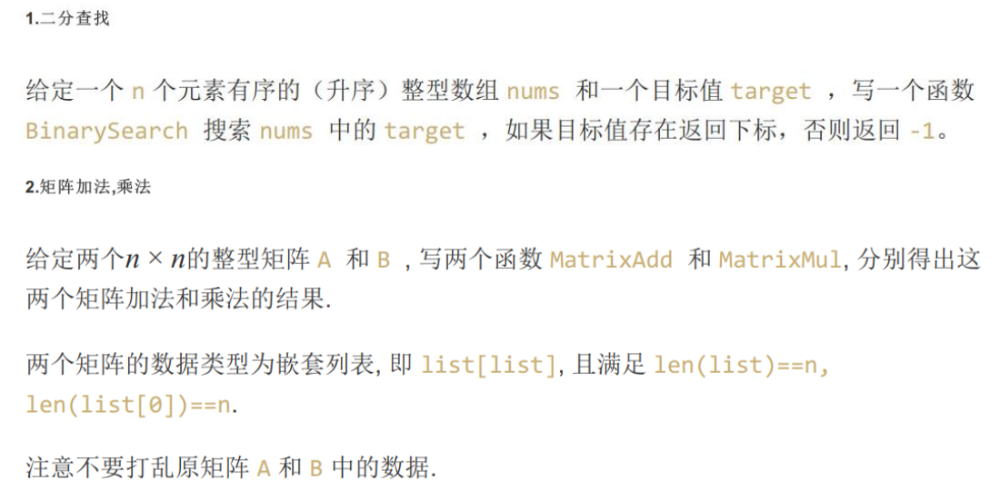 1.二分查找
给定一个 n 个元素有序的（升序）整型数组 nums 和一个目标值 target ，写一个函数
BinarySearch 搜索 nums 中的 target ，如果目标值存在返回下标，否则返回 -1。
2.矩阵加法,乘法
给定两个n × n的整型矩阵 A 和 B , 写两个函数 MatrixAdd 和 MatrixMul, 分别得出这
两个矩阵加法和乘法的结果.
两个矩阵的数据类型为嵌套列表, 即 list[list], 且满足 len(list)==n,
len(list[0])==n.
注意不要打乱原矩阵 A 和 B 中的数据.